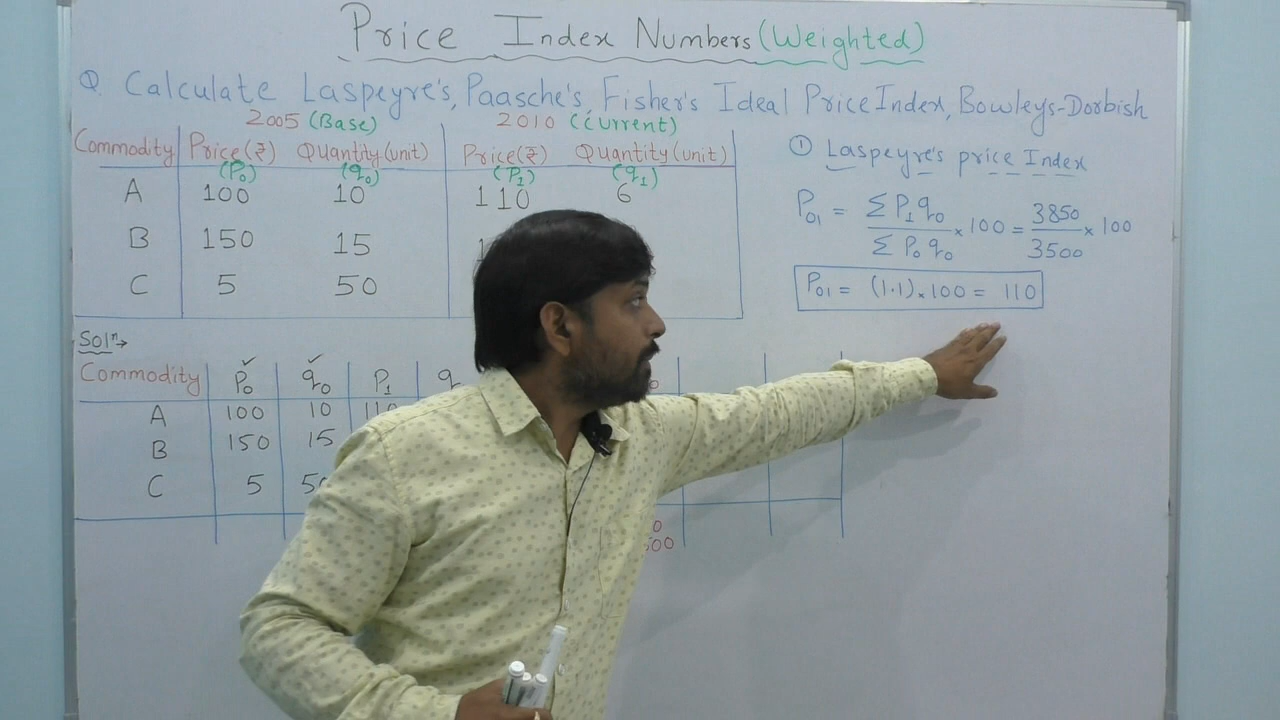 Price Index Numbers (Weighted)
Q. Calculate Laspeyre's, Paasche's, Fisher's Ideal Price Index, Bowleys-Dorbish
2005 (Base) 2010 (Current)
Commodity Price(₹) Quantity(unit) Price(₹) Quantity(unit)
(P₀) (q₀) (P₁) (q₁)
A 100 10 110 6
B 150 15
C 5 50
① Laspeyre's price Index
P₀₁ = ΣP₁q₀ / ΣP₀q₀ × 100 = 3850 / 3500 × 100
P₀₁ = (1·1) × 100 = 110
Solⁿ→
Commodity P₀ q₀ P₁ q
A 100 10 110
B 150 15
C 5